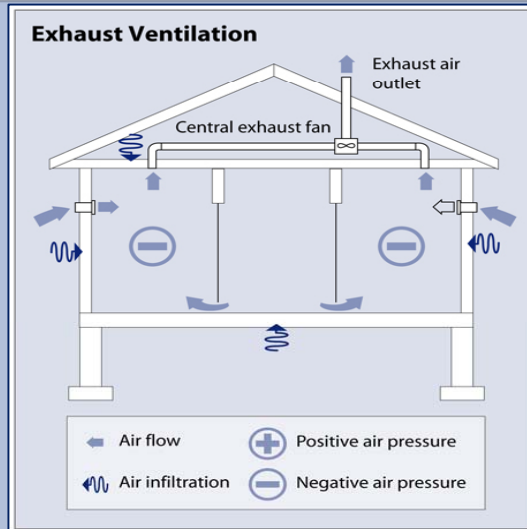 Exhaust Ventilation
Exhaust air
outlet
Central exhaust fan
Air flow
Positive air pressure
Air infiltration
Negative air pressure